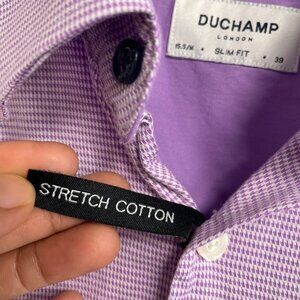 DUCHAMP
LONDON
15.5/M • SLIM FIT • 39
STRETCH COTTON